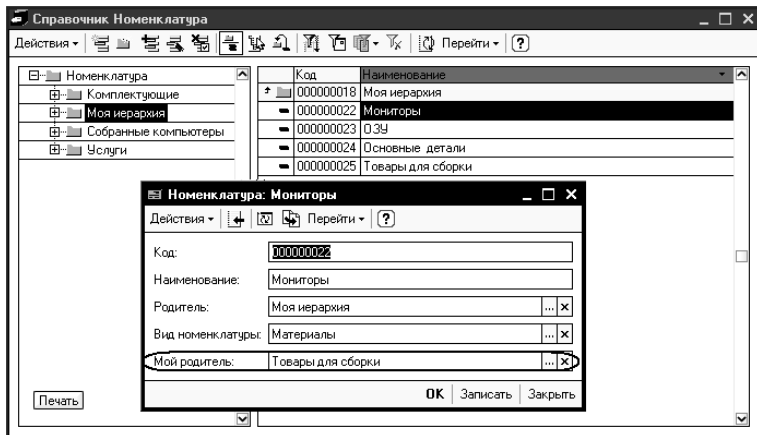 Справочник Номенклатура
Действия Перейти ?
Номенклатура
Комплектующие
Моя иерархия
Собранные компьютеры
Услуги
Код Наименование
000000018 Моя иерархия
000000022 Мониторы
000000023 ОЗУ
000000024 Основные детали
000000025 Товары для сборки
Номенклатура: Мониторы
Действия Перейти ?
Код: 000000022
Наименование: Мониторы
Родитель: Моя иерархия ... x
Вид номенклатуры: Материалы ... x
Мой родитель: Товары для сборки ... x
OK Записать Закрыть
Печать